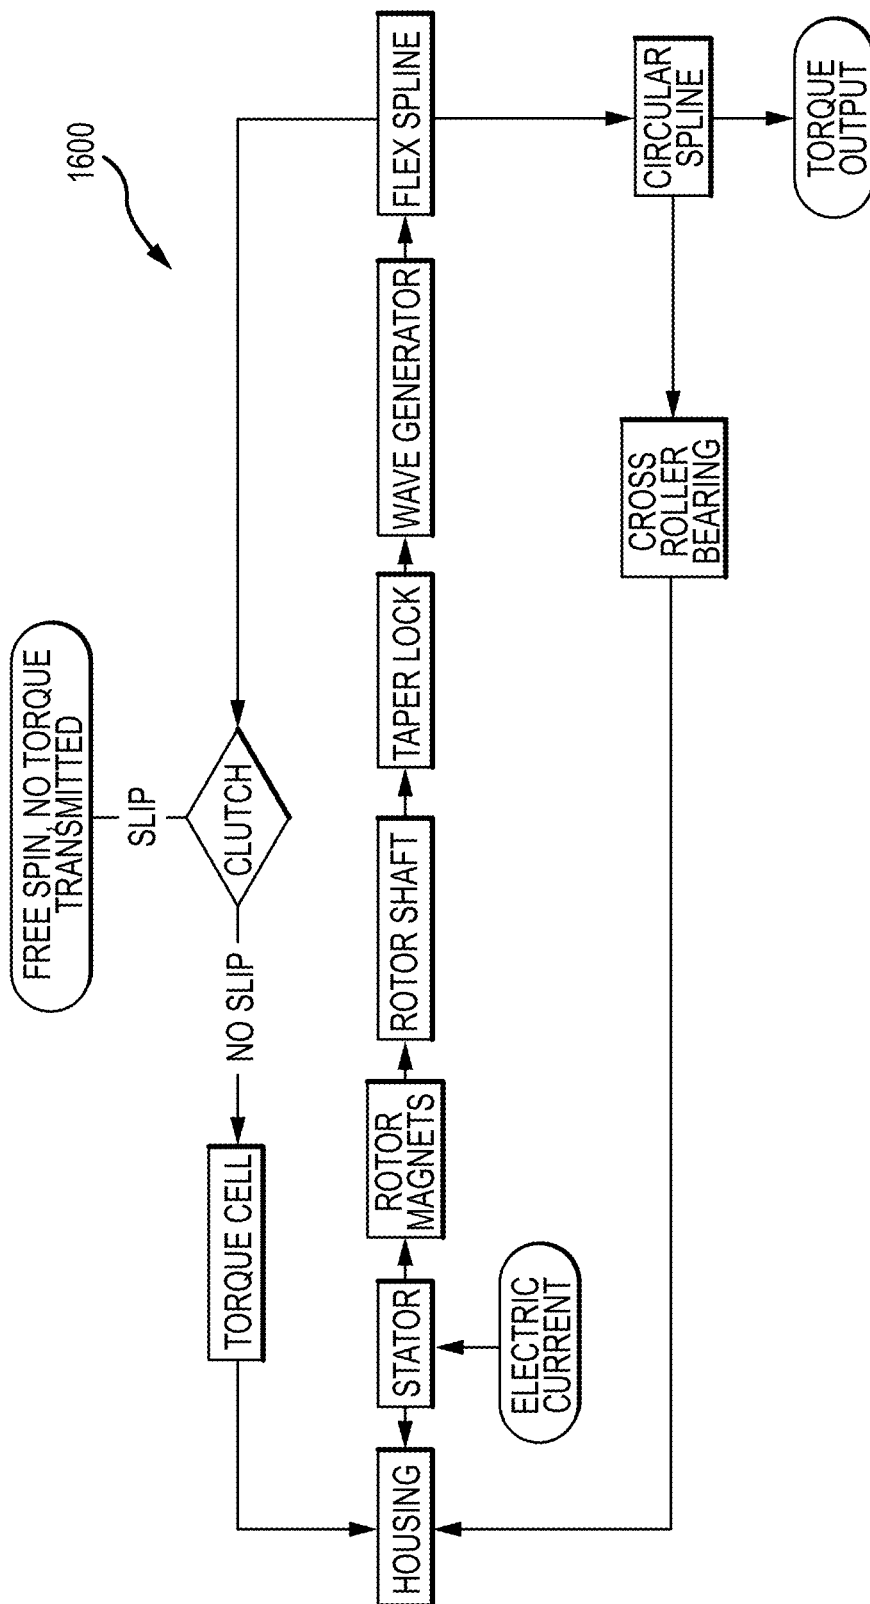 1600
FREE SPIN, NO TORQUE
TRANSMITTED
SLIP
CLUTCH
NO SLIP
TORQUE CELL
HOUSING
STATOR
ROTOR
MAGNETS
ROTOR SHAFT
TAPER LOCK
WAVE GENERATOR
FLEX SPLINE
ELECTRIC
CURRENT
CROSS
ROLLER
BEARING
CIRCULAR
SPLINE
TORQUE
OUTPUT